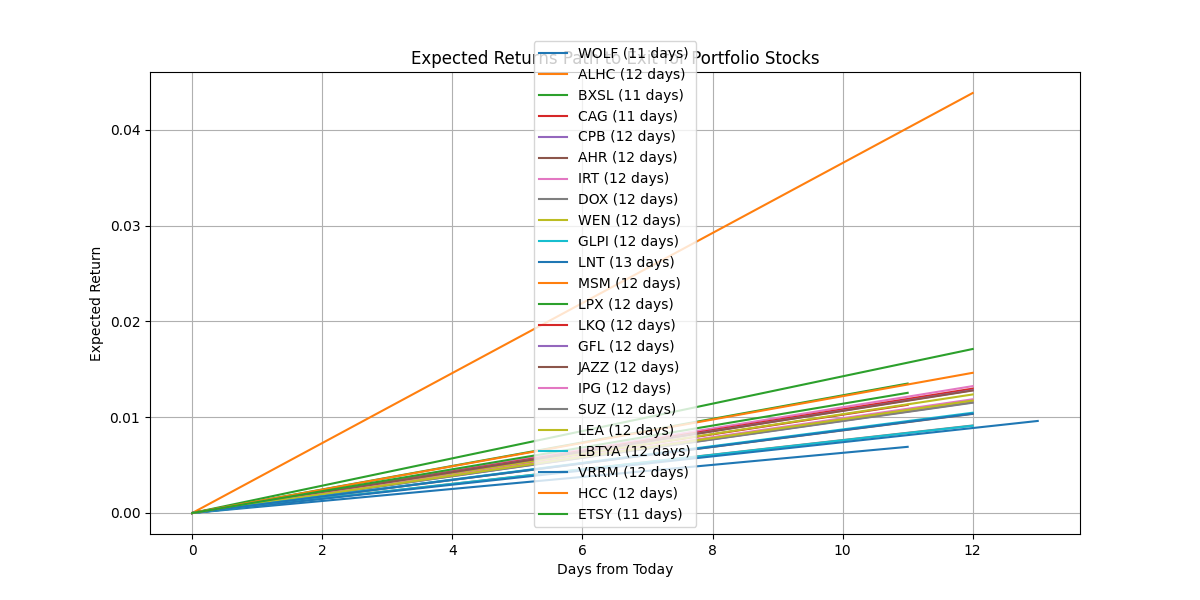 Expected Returns Path to Exit for Portfolio Stocks
WOLF (11 days)
ALHC (12 days)
BXSL (11 days)
CAG (11 days)
CPB (12 days)
AHR (12 days)
IRT (12 days)
DOX (12 days)
WEN (12 days)
GLPI (12 days)
LNT (13 days)
MSM (12 days)
LPX (12 days)
LKQ (12 days)
GFL (12 days)
JAZZ (12 days)
IPG (12 days)
SUZ (12 days)
LEA (12 days)
LBTYA (12 days)
VRRM (12 days)
HCC (12 days)
ETSY (11 days)
Expected Return
0.04
0.03
0.02
0.01
0.00
0 2 4 6 8 10 12
Days from Today